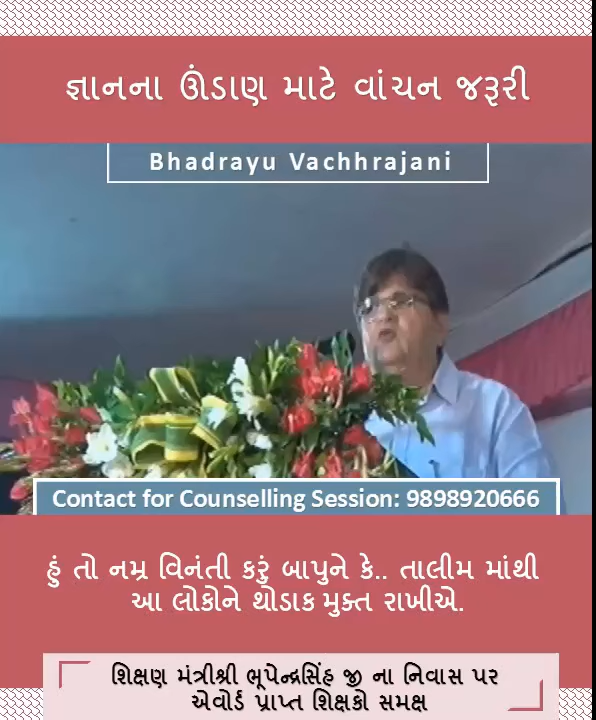 જ્ઞાનના ઊંડાણ માટે વાંચન જરૂરી
Bhadrayu Vachhrajani
Contact for Counselling Session: 9898920666
હું તો નમ્ર વિનંતી કરું બાપુને કે.. તાલીમ માંથી
આ લોકોને થોડાક મુક્ત રાખીએ.
શિક્ષણ મંત્રીશ્રી ભૂપેન્દ્રસિંહ જી ના નિવાસ પર
એવોર્ડ પ્રાપ્ત શિક્ષકો સમક્ષ